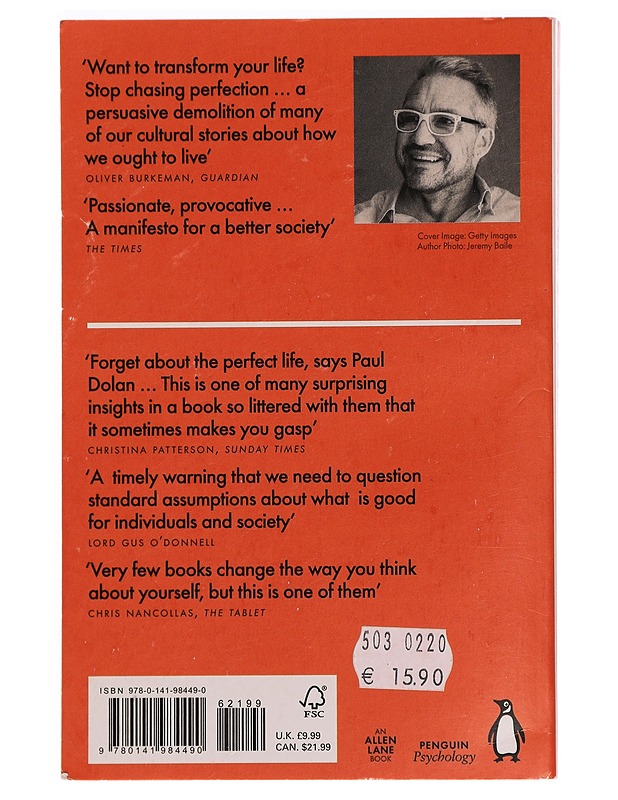 ‘Want to transform your life?
Stop chasing perfection ... a
persuasive demolition of many
of our cultural stories about how
we ought to live’
OLIVER BURKEMAN, GUARDIAN
‘Passionate, provocative ...
A manifesto for a better society’
THE TIMES
Cover Image: Getty Images
Author Photo: Jeremy Baile
‘Forget about the perfect life, says Paul
Dolan ... This is one of many surprising
insights in a book so littered with them that
it sometimes makes you gasp’
CHRISTINA PATTERSON, SUNDAY TIMES
‘A timely warning that we need to question
standard assumptions about what is good
for individuals and society’
LORD GUS O’DONNELL
‘Very few books change the way you think
about yourself, but this is one of them’
CHRIS NANCOLLAS, THE TABLET
503 0220
€ 15.90
ISBN 978-0-141-98449-0
62199
9 780141 984490
FSC
U.K. £9.99
CAN. $21.99
AN
ALLEN
LANE
BOOK
PENGUIN
Psychology